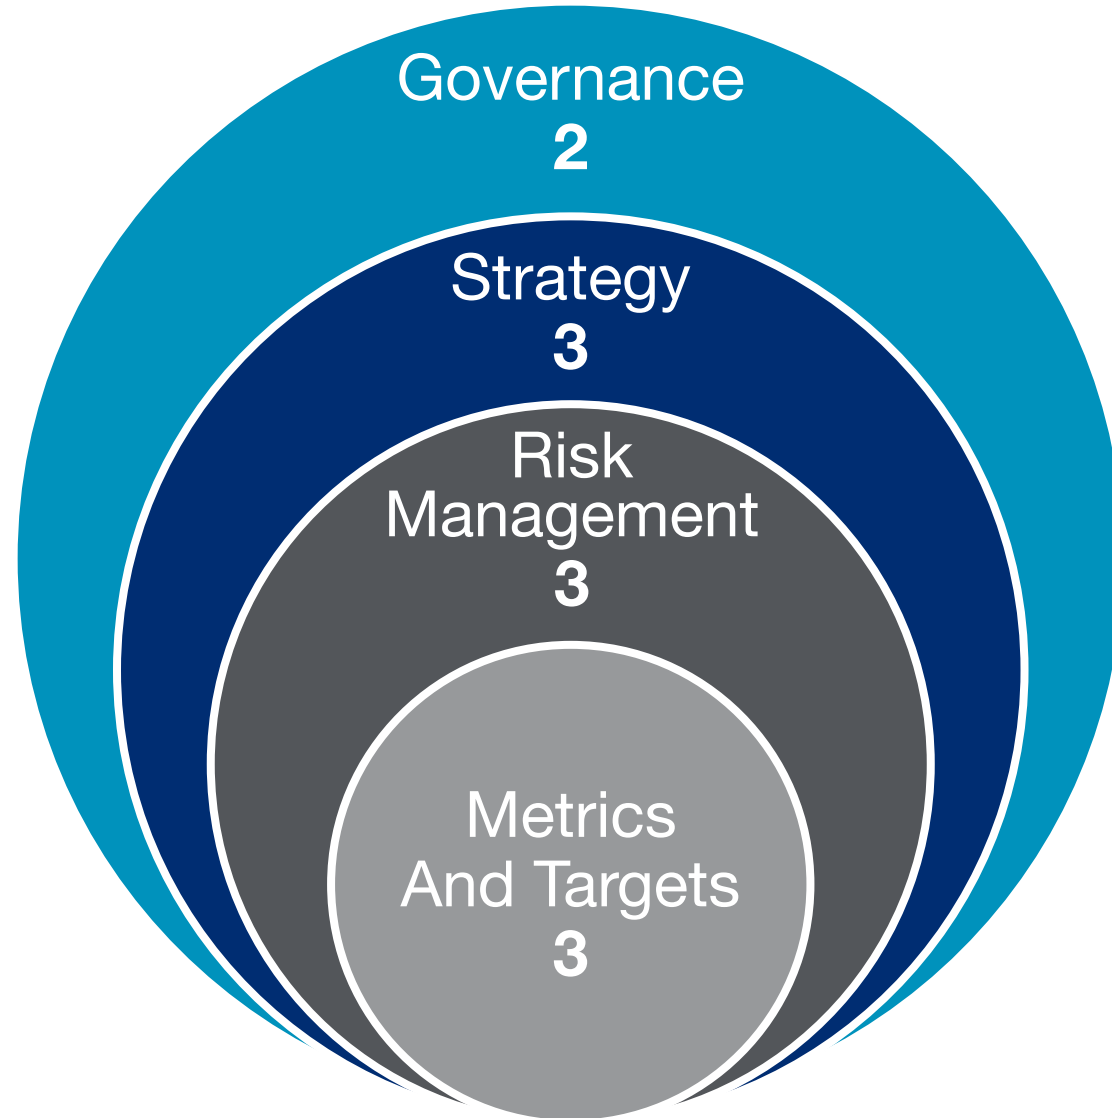 Governance
2
Strategy
3
Risk
Management
3
Metrics
And Targets
3